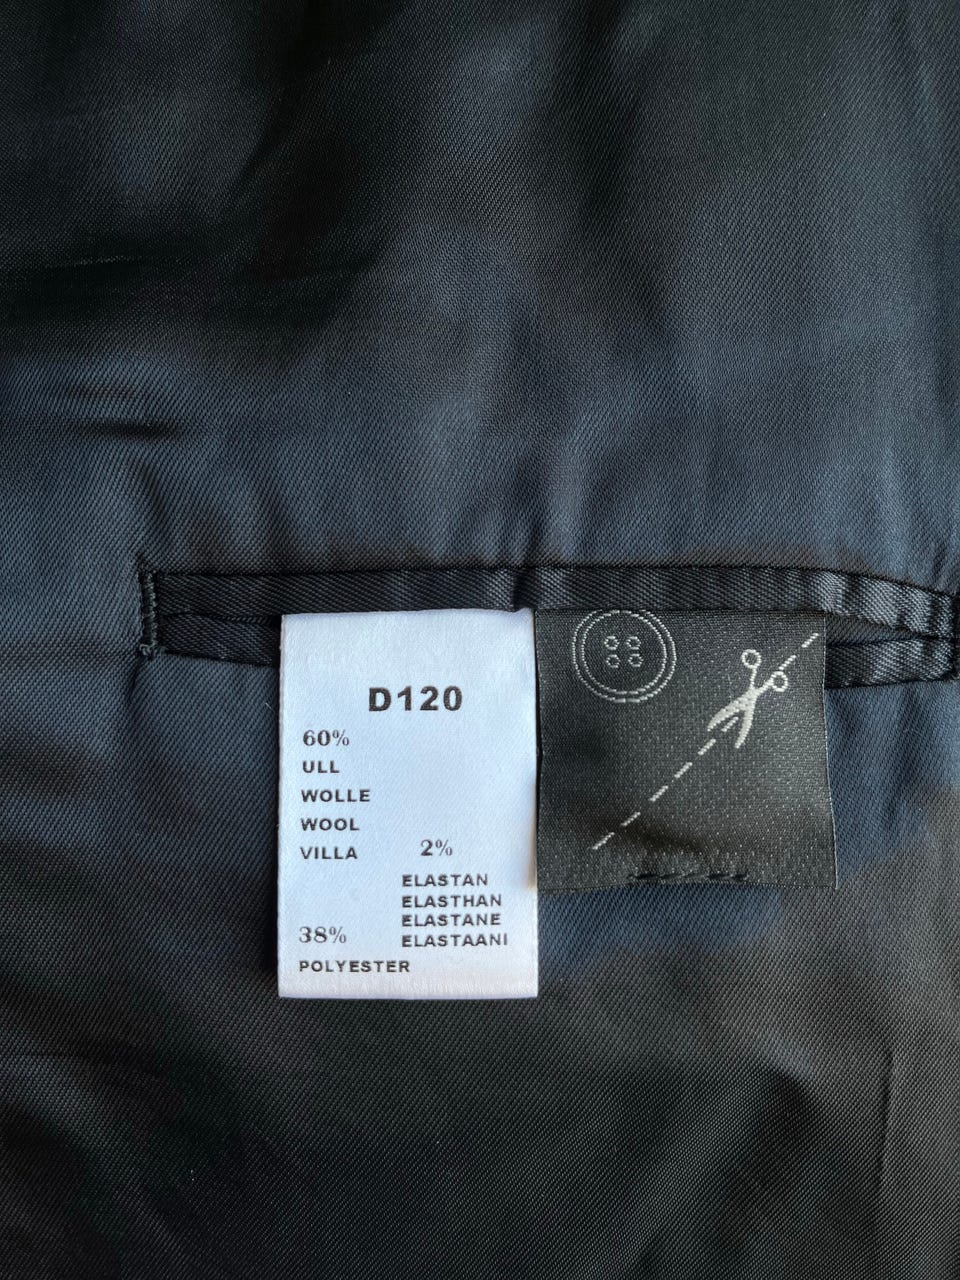 D120
60%
ULL
WOLLE
WOOL
VILLA
2%
ELASTAN
ELASTHAN
ELASTANE
ELASTAANI
38%
POLYESTER